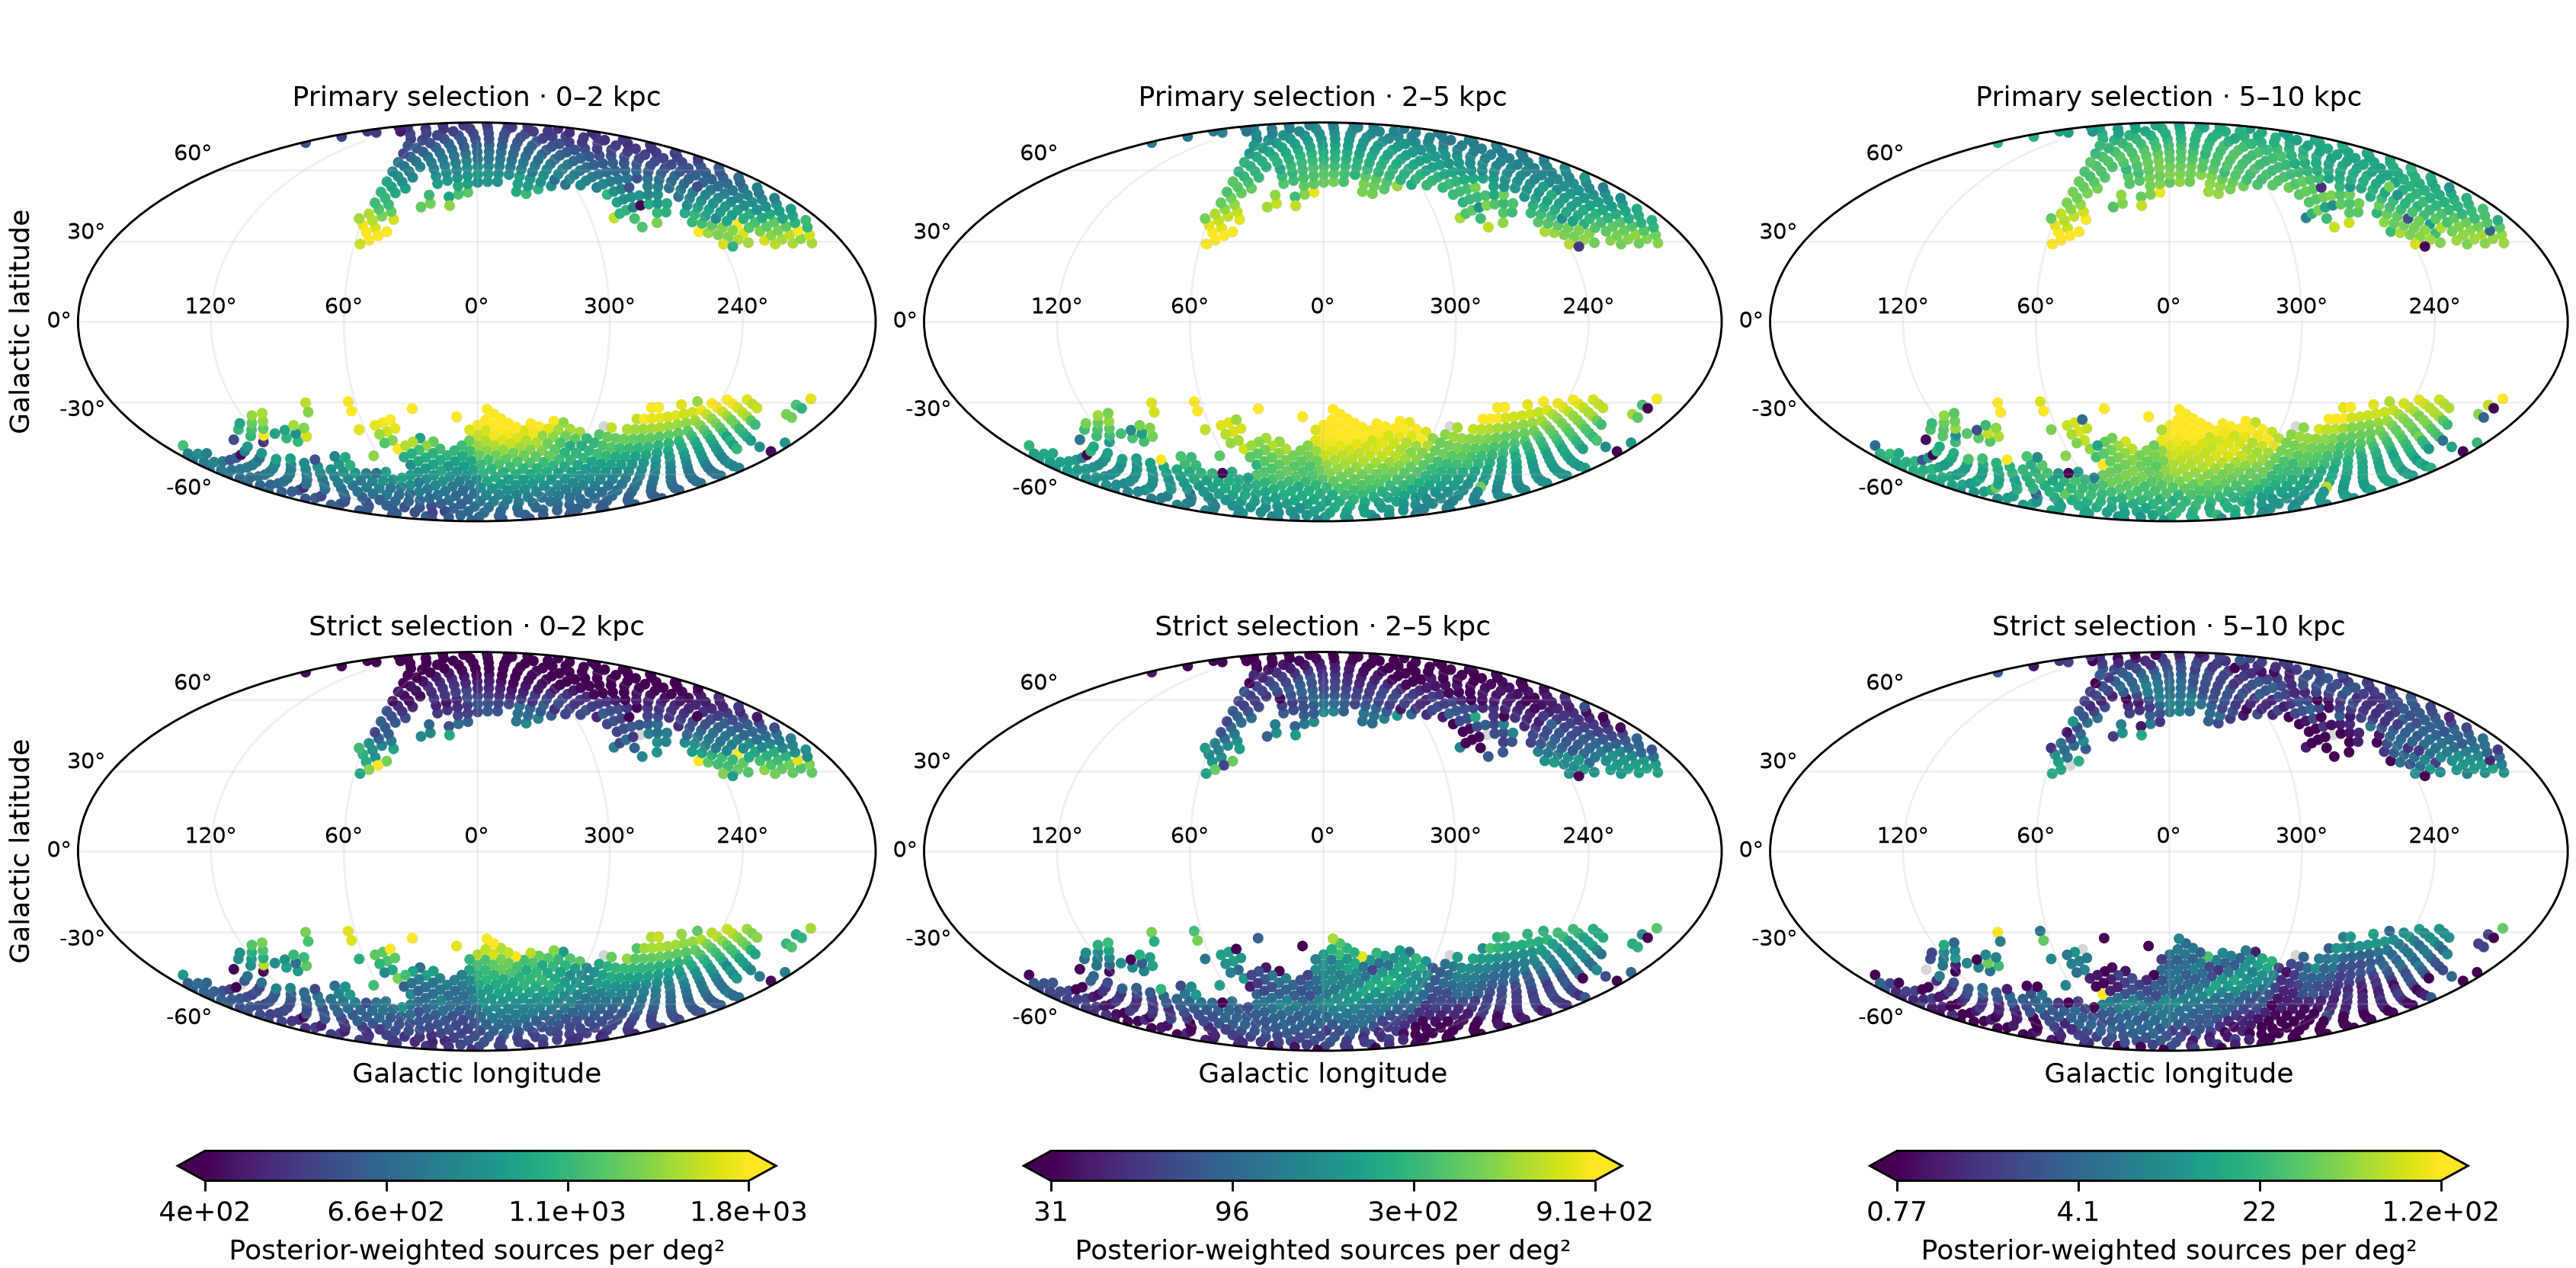 Primary selection · 0–2 kpc
Primary selection · 2–5 kpc
Primary selection · 5–10 kpc
Galactic latitude
60°
30°
0°
-30°
-60°
120° 60° 0° 300° 240°
60°
30°
0°
-30°
-60°
120° 60° 0° 300° 240°
60°
30°
0°
-30°
-60°
120° 60° 0° 300° 240°
Strict selection · 0–2 kpc
Strict selection · 2–5 kpc
Strict selection · 5–10 kpc
Galactic latitude
60°
30°
0°
-30°
-60°
120° 60° 0° 300° 240°
60°
30°
0°
-30°
-60°
120° 60° 0° 300° 240°
60°
30°
0°
-30°
-60°
120° 60° 0° 300° 240°
Galactic longitude
Galactic longitude
Galactic longitude
4e+02 6.6e+02 1.1e+03 1.8e+03
Posterior-weighted sources per deg²
31 96 3e+02 9.1e+02
Posterior-weighted sources per deg²
0.77 4.1 22 1.2e+02
Posterior-weighted sources per deg²